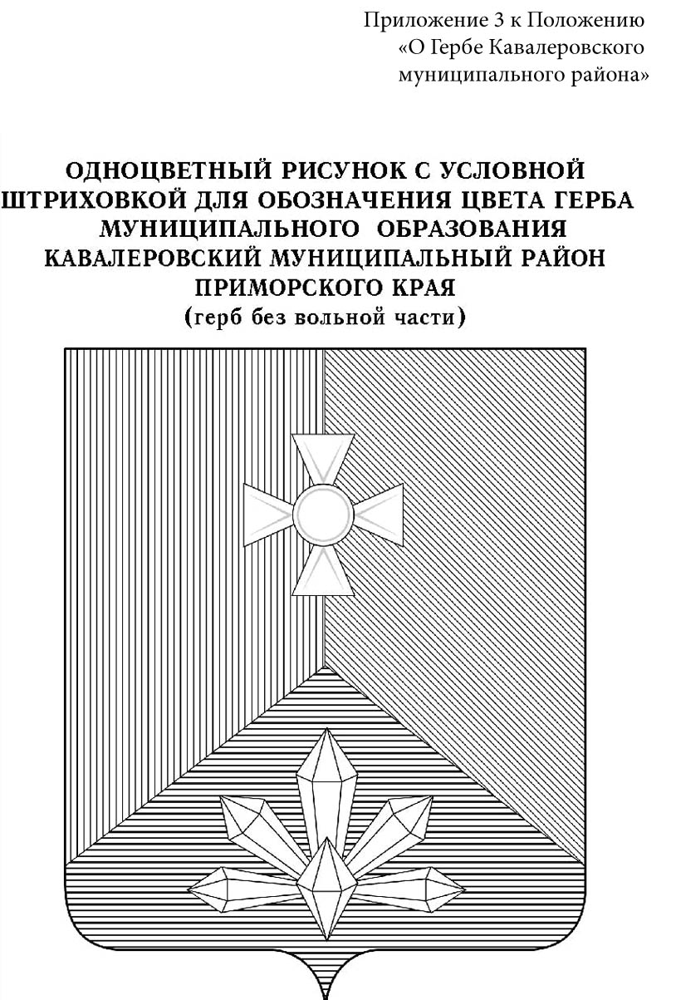 Приложение 3 к Положению
«О Гербе Кавалеровского
муниципального района»
ОДНОЦВЕТНЫЙ РИСУНОК С УСЛОВНОЙ
ШТРИХОВКОЙ ДЛЯ ОБОЗНАЧЕНИЯ ЦВЕТА ГЕРБА
МУНИЦИПАЛЬНОГО ОБРАЗОВАНИЯ
КАВАЛЕРОВСКИЙ МУНИЦИПАЛЬНЫЙ РАЙОН
ПРИМОРСКОГО КРАЯ
(герб без вольной части)